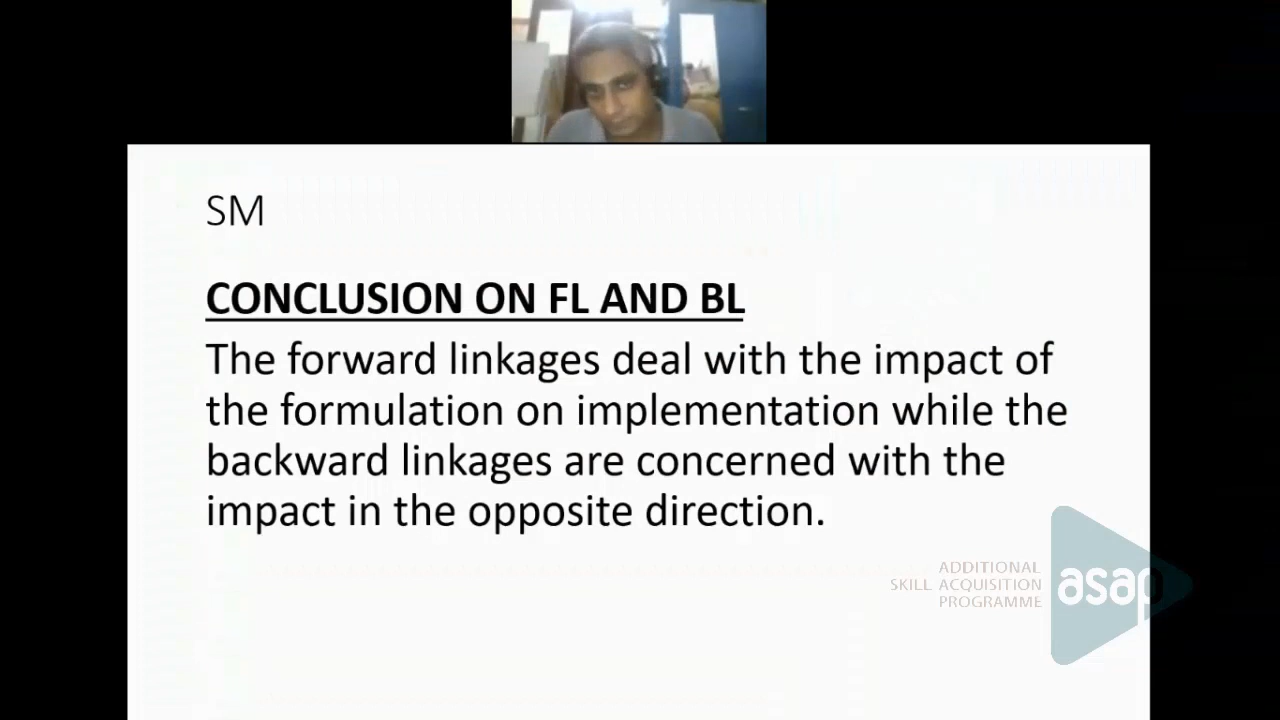 SM
CONCLUSION ON FL AND BL
The forward linkages deal with the impact of
the formulation on implementation while the
backward linkages are concerned with the
impact in the opposite direction.
ADDITIONAL
SKILL ACQUISITION
PROGRAMME
asap